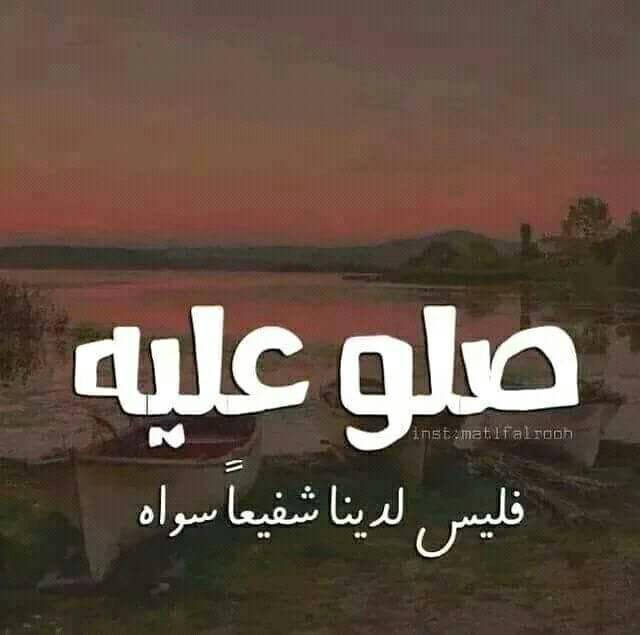 صلو عليه
inst:matifalrooh
فليس لدينا شفيعاً سواه